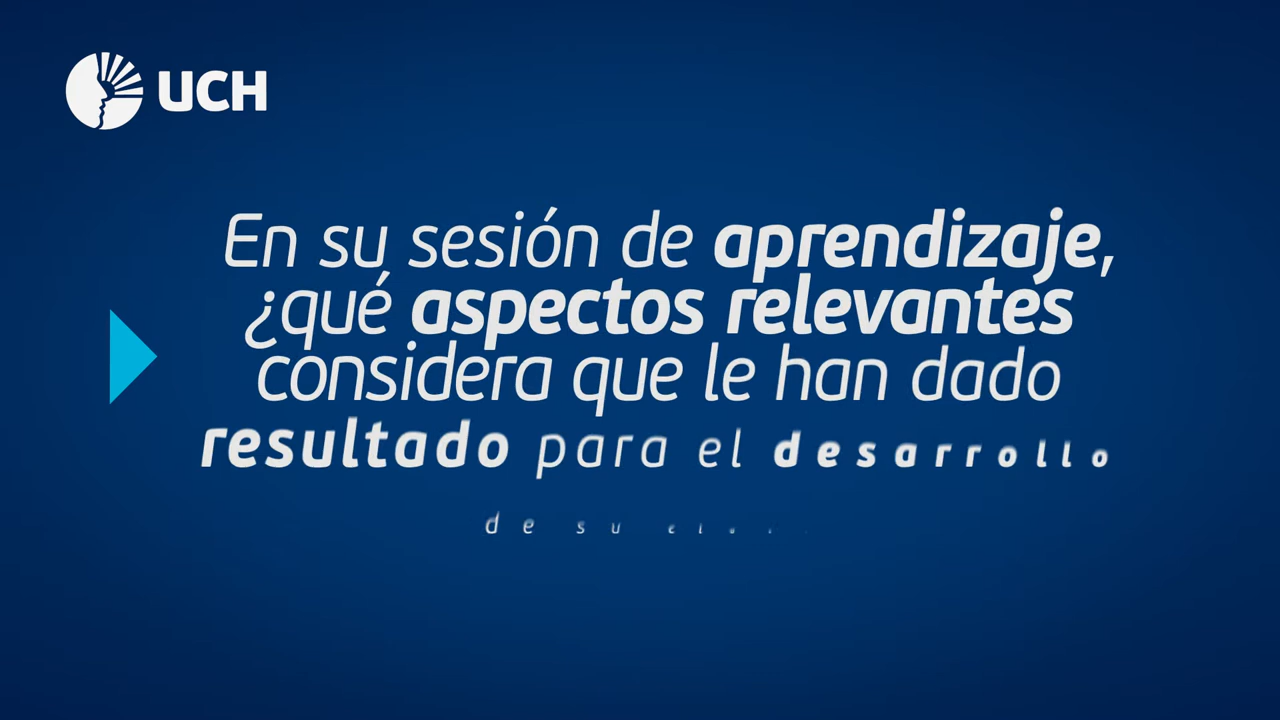 UCH
En su sesión de aprendizaje,
¿qué aspectos relevantes
considera que le han dado
resultado para el desarrollo
de su